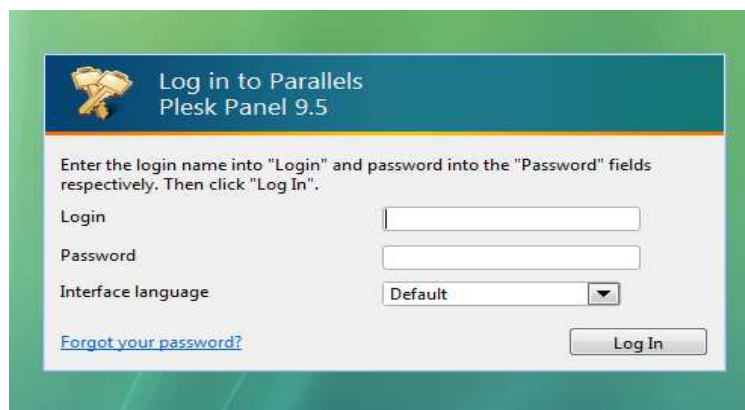 Log in to Parallels
Plesk Panel 9.5
Enter the login name into "Login" and password into the "Password" fields
respectively. Then click "Log In".
Login
Password
Interface language
Default
Forgot your password?
Log In